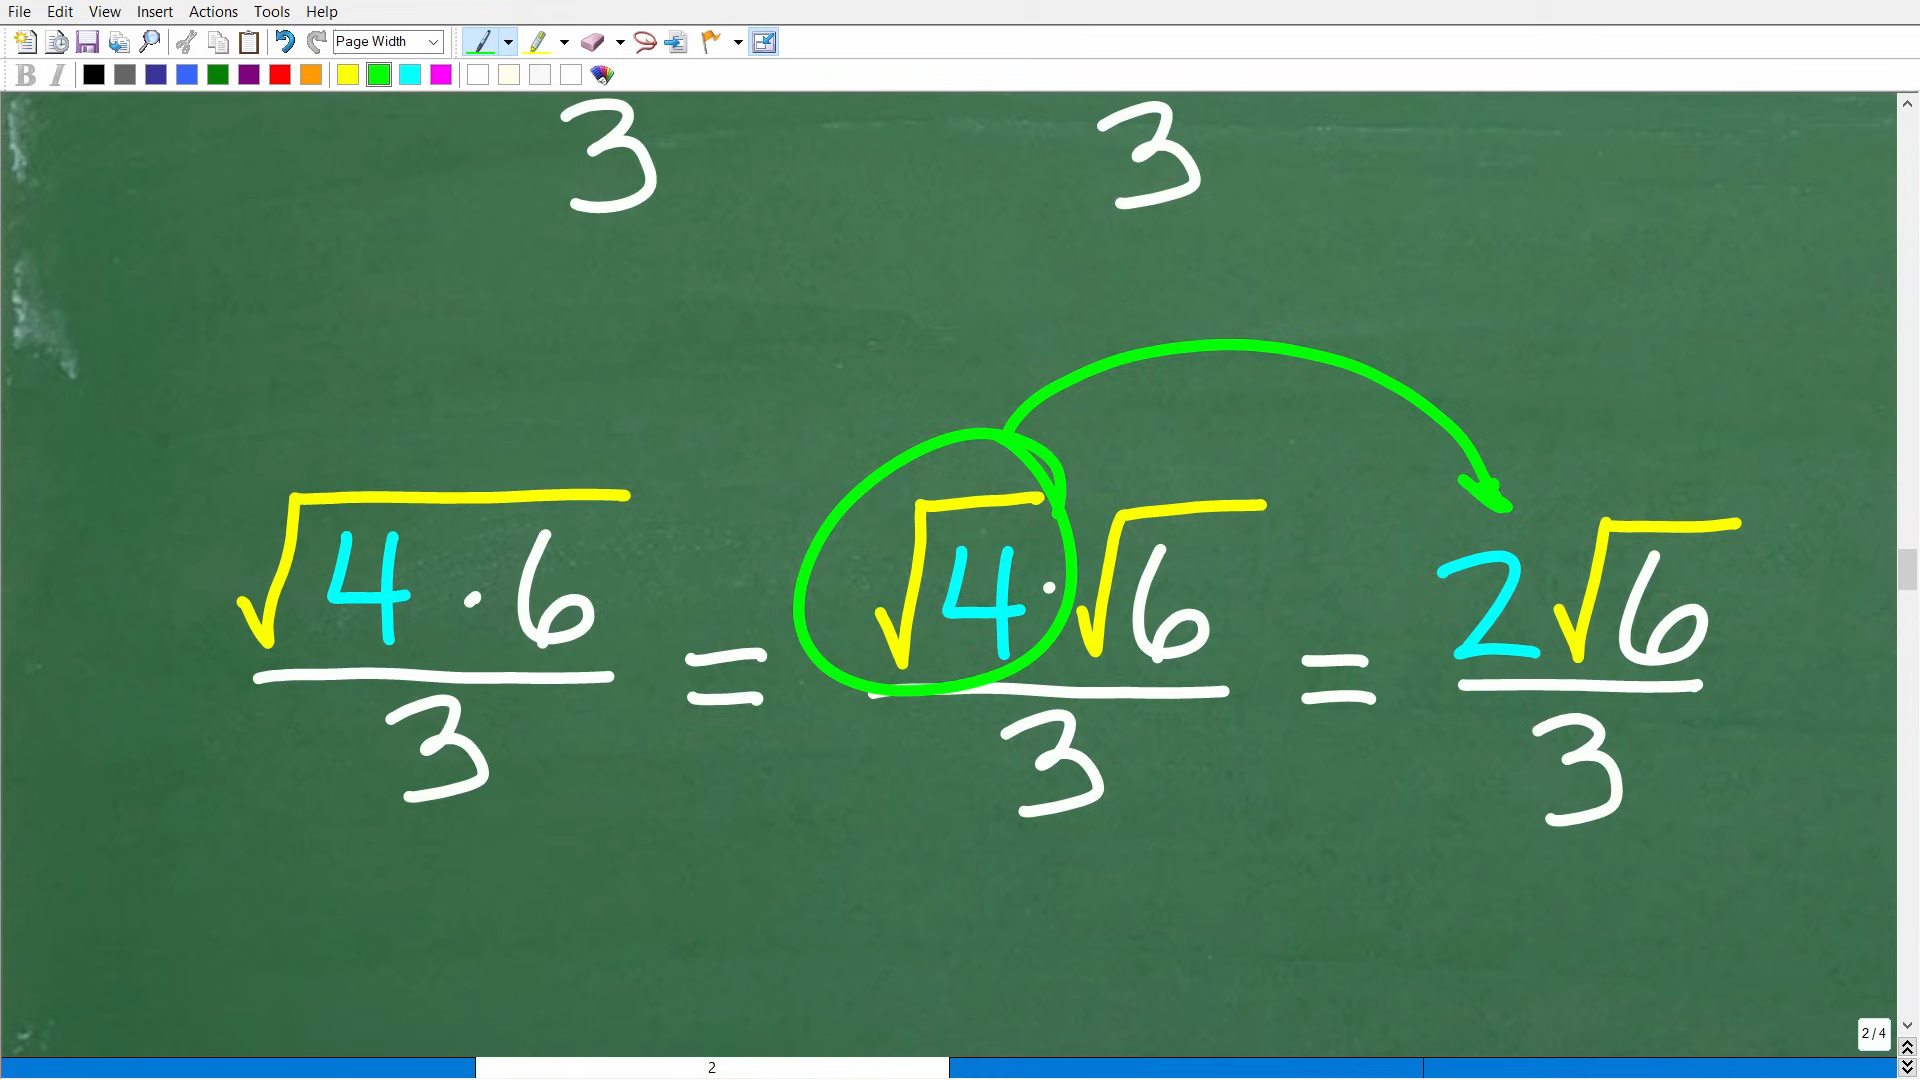 File Edit View Insert Actions Tools Help
Page Width
B I
3 3
√4·6 = √4·√6 = 2√6
3 3 3
2 / 4
2